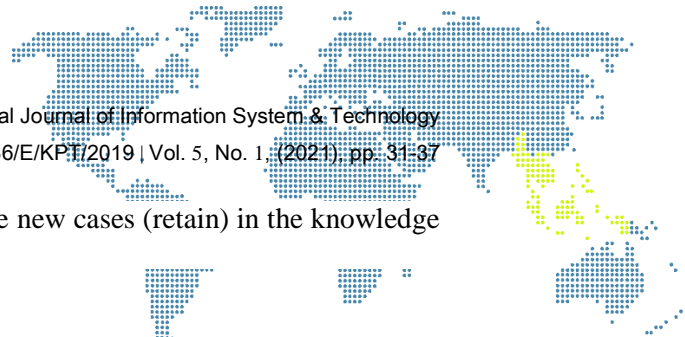 al Journal of Information System & Technology
6/E/KPT/2019 | Vol. 5, No. 1, (2021), pp. 31-37
e new cases (retain) in the knowledge